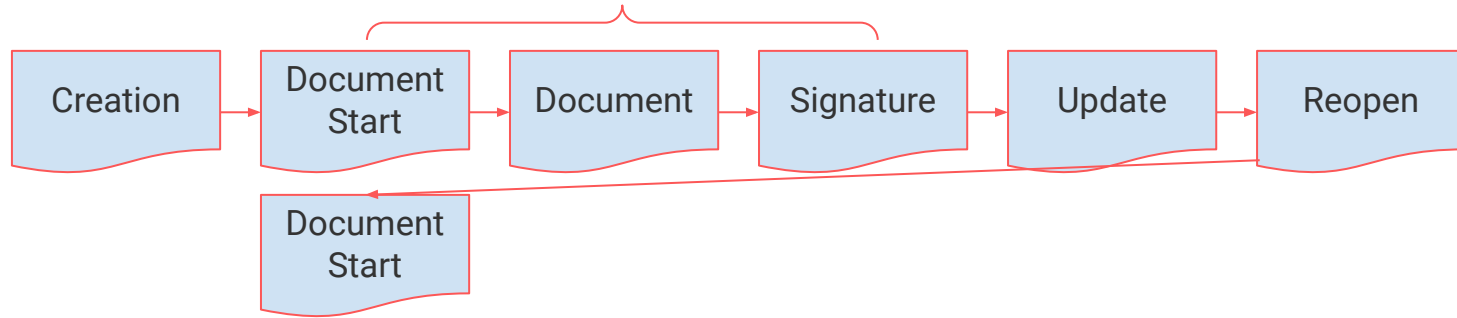 Creation
Document
Start
Document
Signature
Update
Reopen
Document
Start